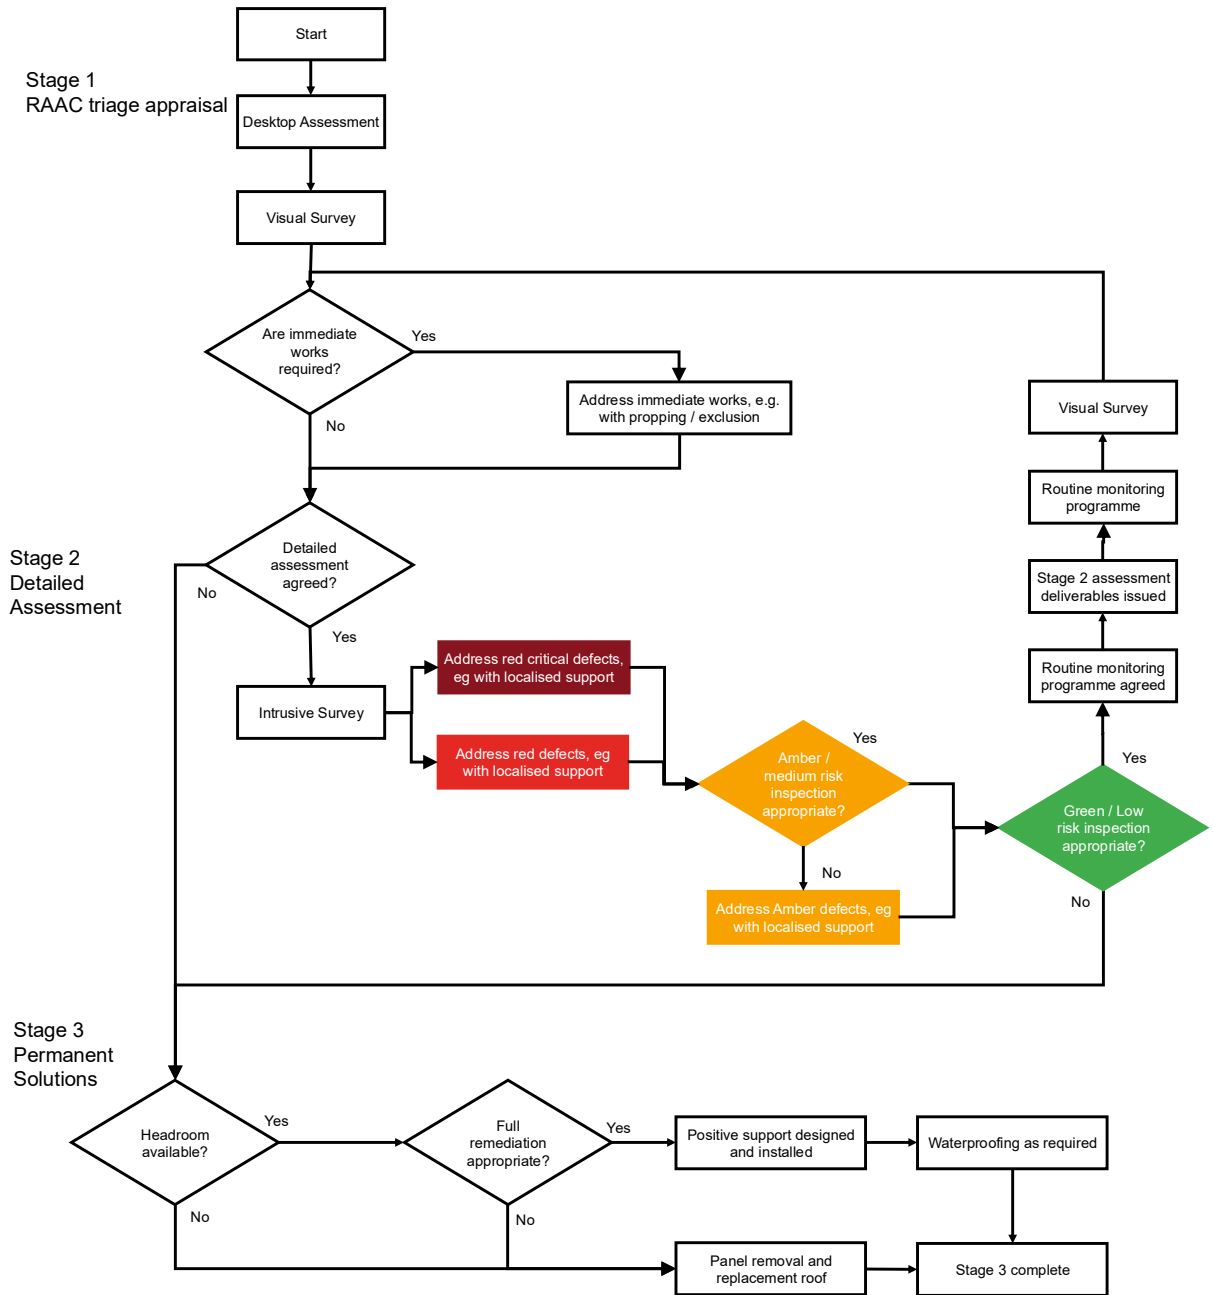 Start
Stage 1
RAAC triage appraisal
Desktop Assessment
Visual Survey
Are immediate
works
required?
Yes
No
Address immediate works, e.g.
with propping / exclusion
Visual Survey
Routine monitoring
programme
Stage 2
Detailed
Assessment
Detailed
assessment
agreed?
No
Yes
Stage 2 assessment
deliverables issued
Routine monitoring
programme agreed
Intrusive Survey
Address red critical defects,
eg with localised support
Address red defects, eg
with localised support
Amber /
medium risk
inspection
appropriate?
Yes
No
Address Amber defects, eg
with localised support
Green / Low
risk inspection
appropriate?
Yes
No
Stage 3
Permanent
Solutions
Headroom
available?
Yes
No
Full
remediation
appropriate?
Yes
No
Positive support designed
and installed
Waterproofing as required
Panel removal and
replacement roof
Stage 3 complete